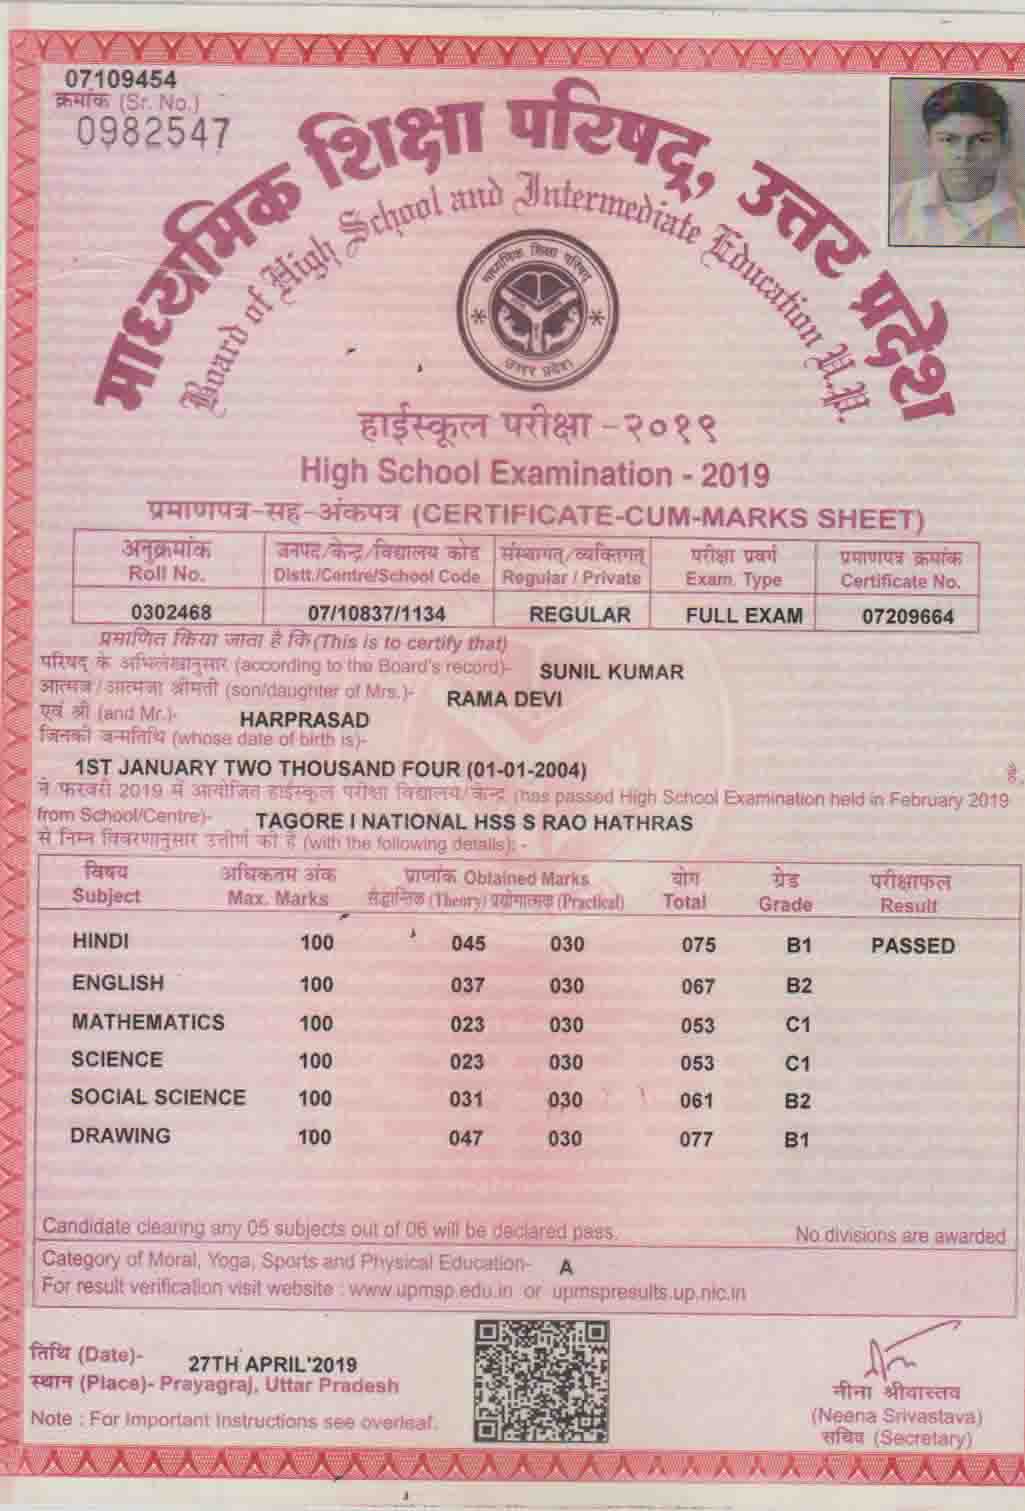 07109454
क्रमांक (Sr. No.)
0982547
माध्यमिक शिक्षा परिषद्, उत्तर प्रदेश
Board of High School and Intermediate Education U.P.
माध्यमिक शिक्षा परिषद्
उत्तर प्रदेश
हाईस्कूल परीक्षा - २०१९
High School Examination - 2019
प्रमाणपत्र-सह-अंकपत्र (CERTIFICATE-CUM-MARKS SHEET)
अनुक्रमांक जनपद/केन्द्र/विद्यालय कोड संस्थागत्/व्यक्तिगत् परीक्षा प्रवर्ग प्रमाणपत्र क्रमांक
Roll No. Distt./Centre/School Code Regular / Private Exam. Type Certificate No.
0302468 07/10837/1134 REGULAR FULL EXAM 07209664
प्रमाणित किया जाता है कि (This is to certify that)
परिषद् के अभिलेखानुसार (according to the Board's record)- SUNIL KUMAR
आत्मज/आत्मजा श्रीमती (son/daughter of Mrs.)- RAMA DEVI
एवं श्री (and Mr.)- HARPRASAD
जिनकी जन्मतिथि (whose date of birth is)-
1ST JANUARY TWO THOUSAND FOUR (01-01-2004)
ने फरवरी 2019 में आयोजित हाईस्कूल परीक्षा विद्यालय/केन्द्र (has passed High School Examination held in February 2019
from School/Centre)- TAGORE I NATIONAL HSS S RAO HATHRAS
से निम्न विवरणानुसार उत्तीर्ण की है (with the following details): -
विषय अधिकतम अंक प्राप्तांक Obtained Marks योग ग्रेड परीक्षाफल
Subject Max. Marks सैद्धान्तिक (Theory) प्रयोगात्मक (Practical) Total Grade Result
HINDI 100 045 030 075 B1 PASSED
ENGLISH 100 037 030 067 B2
MATHEMATICS 100 023 030 053 C1
SCIENCE 100 023 030 053 C1
SOCIAL SCIENCE 100 031 030 061 B2
DRAWING 100 047 030 077 B1
Candidate clearing any 05 subjects out of 06 will be declared pass. No divisions are awarded
Category of Moral, Yoga, Sports and Physical Education- A
For result verification visit website : www.upmsp.edu.in or upmspresults.up.nic.in
तिथि (Date)- 27TH APRIL'2019
स्थान (Place)- Prayagraj, Uttar Pradesh
Note : For Important Instructions see overleaf.
नीना श्रीवास्तव
(Neena Srivastava)
सचिव (Secretary)